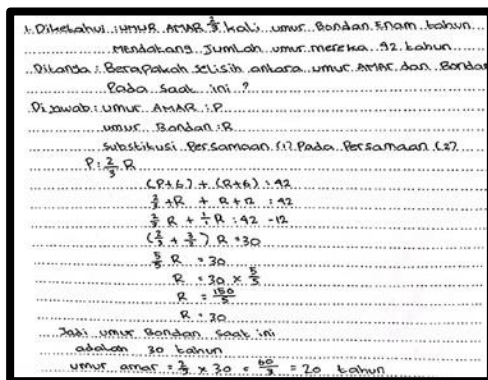 1. Diketahui : UMUR AMAR 2/3 kali umur Bondan Enam tahun
Mendatang Jumlah umur mereka 42 tahun
Ditanya : Berapakah selisih antara umur AMAR dan Bondan
Pada saat ini ?
Di jawab : umur AMAR : P
umur Bondan : R
Substitusi Persamaan (1) Pada Persamaan (2)
P : 2/3 R
(P+6) + (R+6) : 42
2/3 + R + R + 12 : 42
2/3 R + 1/1 R : 42 - 12
(2/3 + 3/3) R = 30
5/5 R = 30
R = 30 × 5/5
R = 150/5
R = 30
Jadi umur Bondan saat ini
adalah 30 tahun
umur amar = 2/3 × 30 = 60/3 = 20 tahun